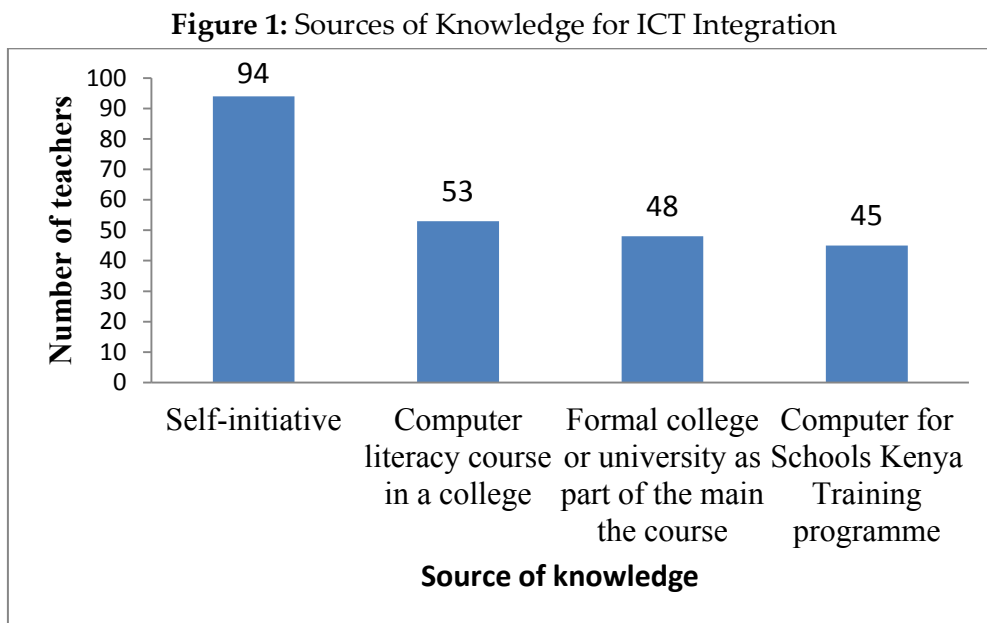 Figure 1: Sources of Knowledge for ICT Integration
Number of teachers
100
90
80
70
60
50
40
30
20
10
0
94
53
48
45
Self-initiative
Computer
literacy course
in a college
Formal college
or university as
part of the main
the course
Computer for
Schools Kenya
Training
programme
Source of knowledge